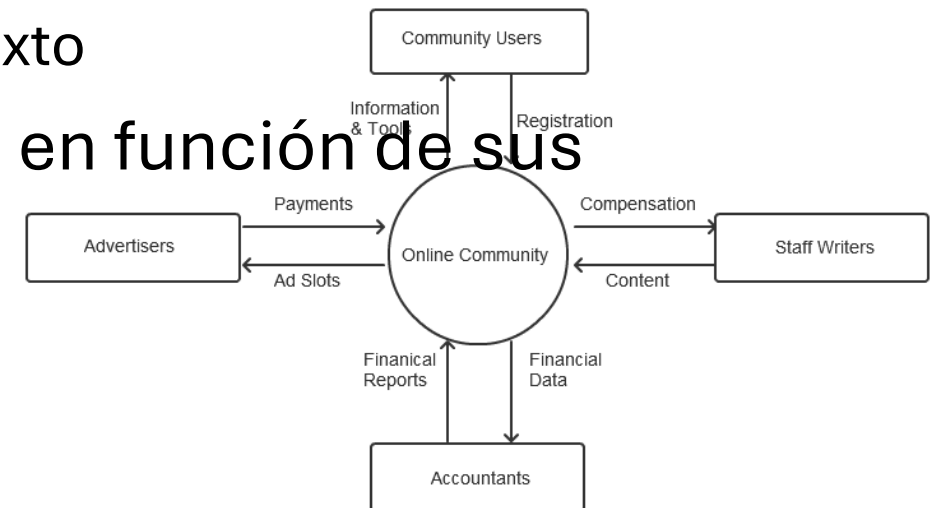 xto
Community Users
Information
& Tools
Registration
en función de sus
Payments
Compensation
Advertisers
Online Community
Staff Writers
Ad Slots
Content
Finanical
Reports
Financial
Data
Accountants